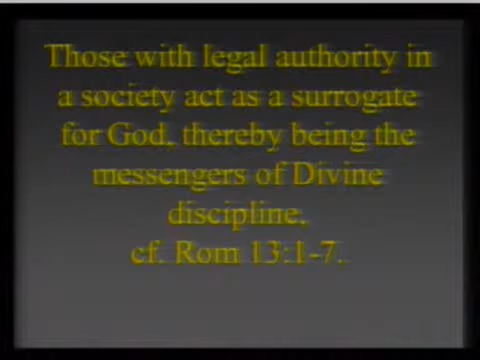 Those with legal authority in
a society act as a surrogate
for God, thereby being the
messengers of Divine
discipline.
cf. Rom 13:1-7.